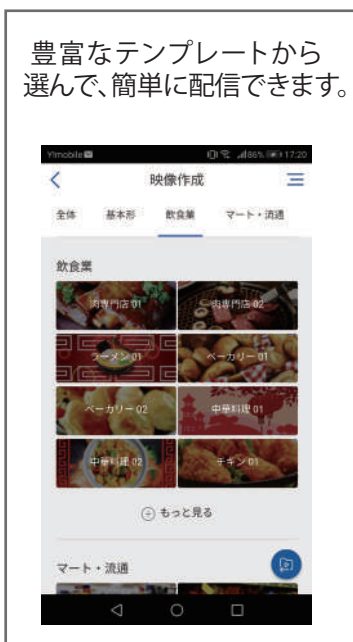 豊富なテンプレートから
選んで、簡単に配信できます。
Y!mobile 86% 17:20
映像作成
全体 基本形 飲食業 マート・流通
飲食業
肉専門店 01 肉専門店 02
ラーメン 01 ベーカリー 01
ベーカリー 02 中華料理 01
中華料理 02 チキン 01
もっと見る
マート・流通